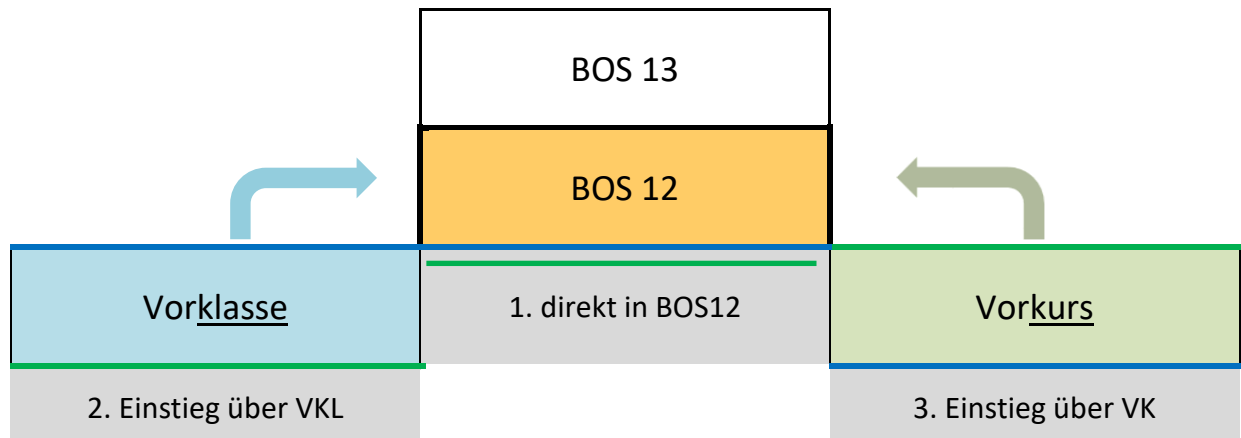 BOS 13
BOS 12
Vorklasse
1. direkt in BOS12
Vorkurs
2. Einstieg über VKL
3. Einstieg über VK